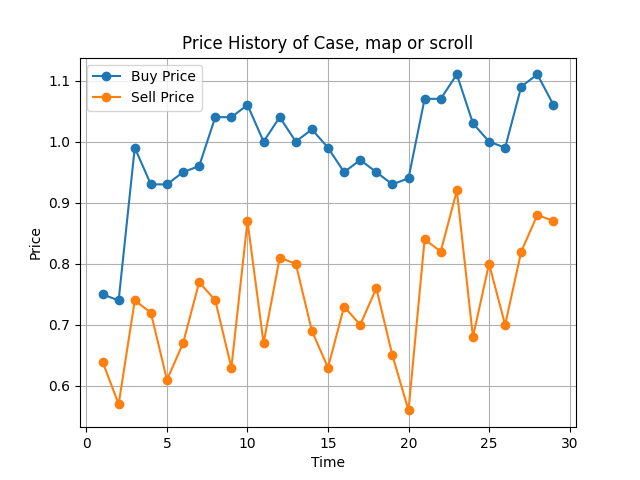 Price History of Case, map or scroll
Buy Price
Sell Price
1.1
1.0
0.9
0.8
0.7
0.6
Price
0 5 10 15 20 25 30
Time